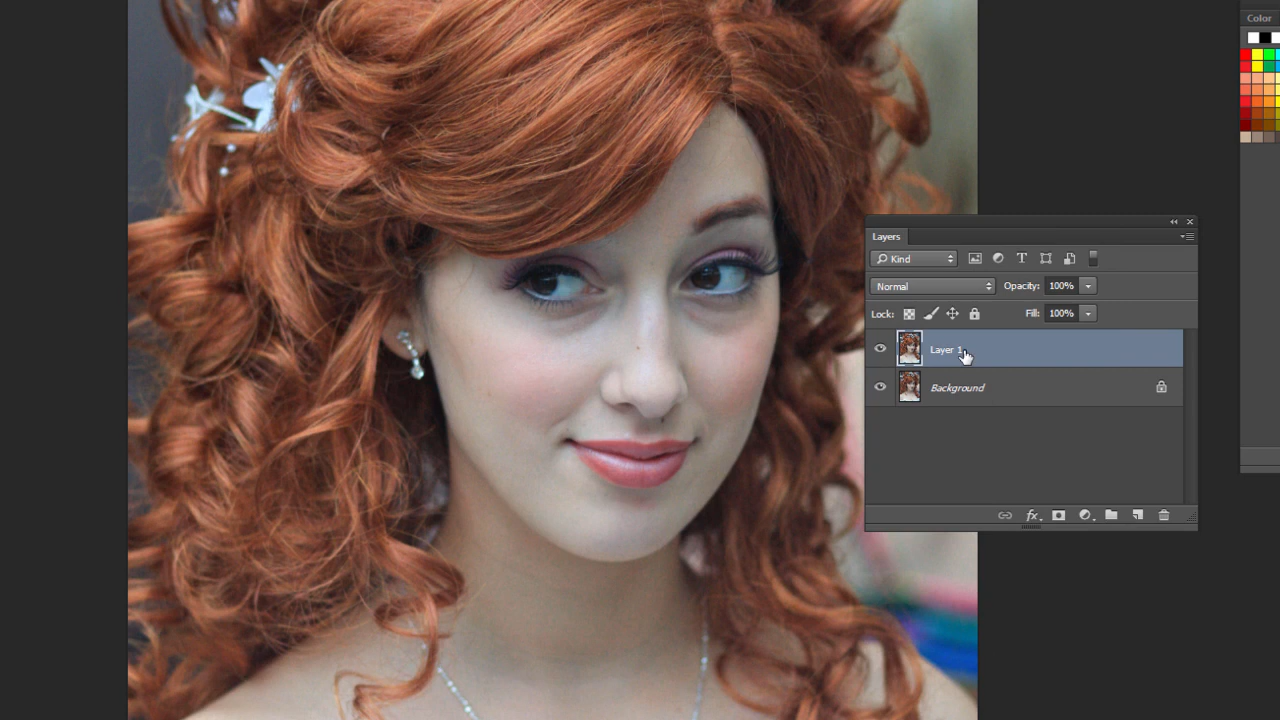 Color
Layers
Kind
Normal Opacity: 100%
Lock: Fill: 100%
Layer 1
Background